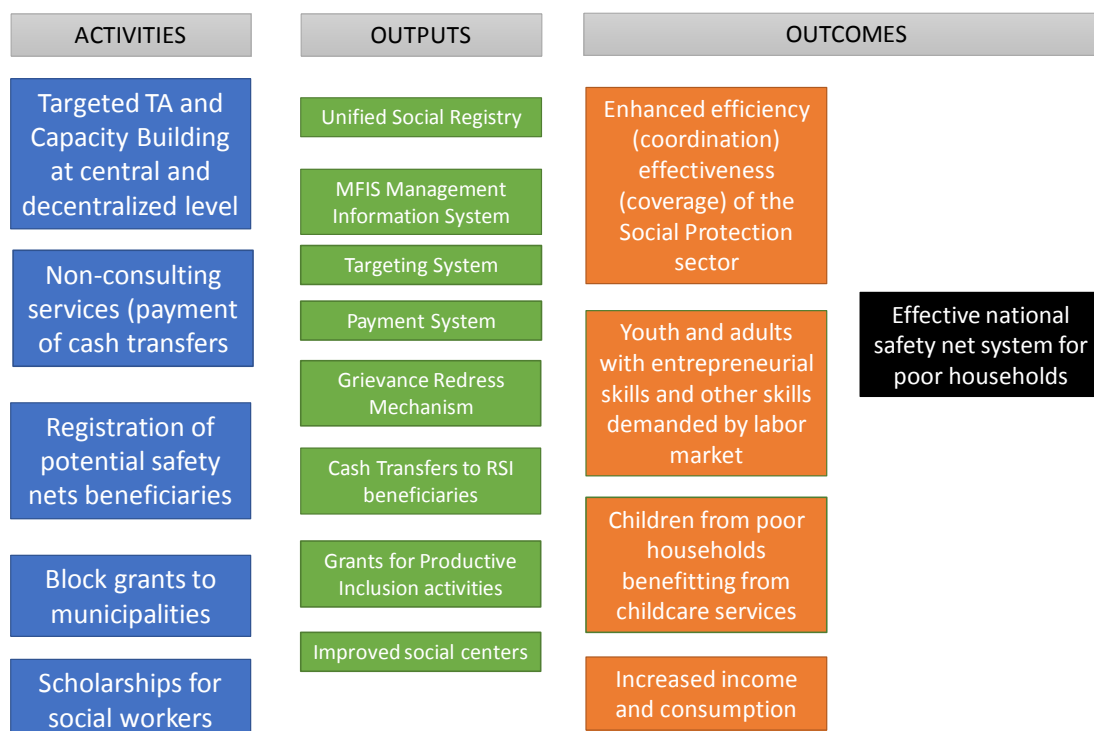 ACTIVITIES
OUTPUTS
OUTCOMES
Targeted TA and
Capacity Building
at central and
decentralized level
Non-consulting
services (payment
of cash transfers
Registration of
potential safety
nets beneficiaries
Block grants to
municipalities
Scholarships for
social workers
Unified Social Registry
MFIS Management
Information System
Targeting System
Payment System
Grievance Redress
Mechanism
Cash Transfers to RSI
beneficiaries
Grants for Productive
Inclusion activities
Improved social centers
Enhanced efficiency
(coordination)
effectiveness
(coverage) of the
Social Protection
sector
Youth and adults
with entrepreneurial
skills and other skills
demanded by labor
market
Children from poor
households
benefitting from
childcare services
Increased income
and consumption
Effective national
safety net system for
poor households